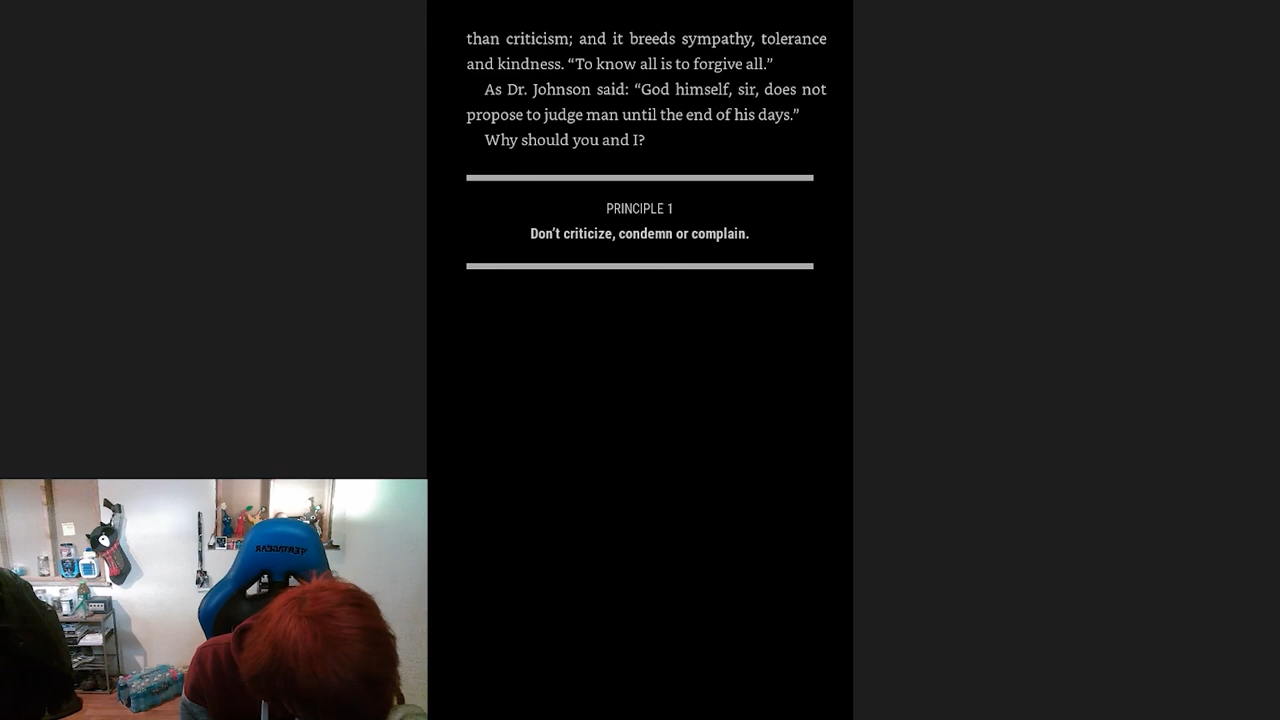 than criticism; and it breeds sympathy, tolerance
and kindness. “To know all is to forgive all.”
As Dr. Johnson said: “God himself, sir, does not
propose to judge man until the end of his days.”
Why should you and I?
PRINCIPLE 1
Don’t criticize, condemn or complain.